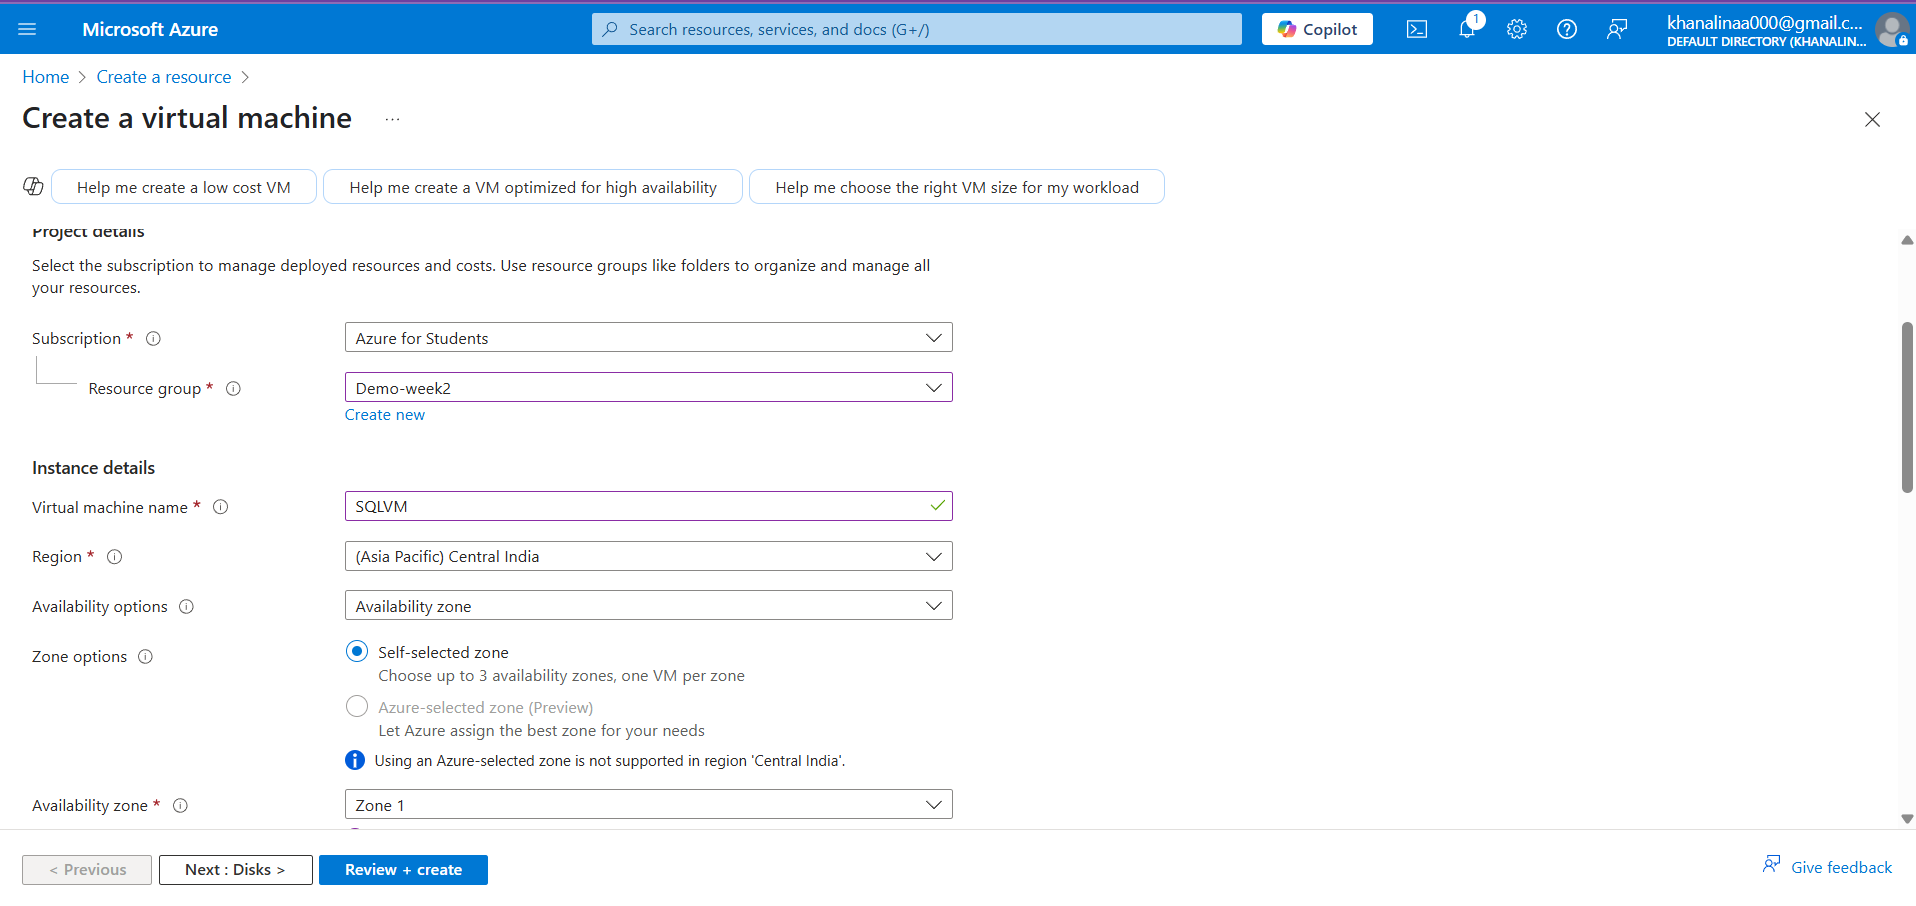 Microsoft Azure
Search resources, services, and docs (G+/)
Copilot
1
khanalinaa000@gmail.c...
DEFAULT DIRECTORY (KHANALIN...
Home > Create a resource >
Create a virtual machine ...
Help me create a low cost VM
Help me create a VM optimized for high availability
Help me choose the right VM size for my workload
Project details
Select the subscription to manage deployed resources and costs. Use resource groups like folders to organize and manage all
your resources.
Subscription *
Azure for Students
Resource group *
Demo-week2
Create new
Instance details
Virtual machine name *
SQLVM
Region *
(Asia Pacific) Central India
Availability options
Availability zone
Zone options
Self-selected zone
Choose up to 3 availability zones, one VM per zone
Azure-selected zone (Preview)
Let Azure assign the best zone for your needs
Using an Azure-selected zone is not supported in region 'Central India'.
Availability zone *
Zone 1
< Previous
Next : Disks >
Review + create
Give feedback